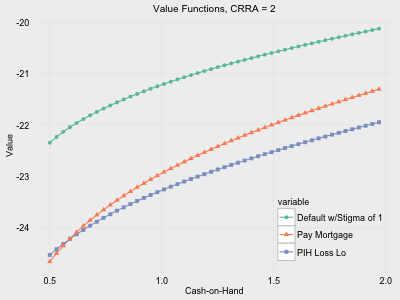 Value Functions, CRRA = 2
-20
-21
-22
-23
-24
Value
variable
Default w/Stigma of 1
Pay Mortgage
PIH Loss Lo
0.5
1.0
1.5
2.0
Cash-on-Hand